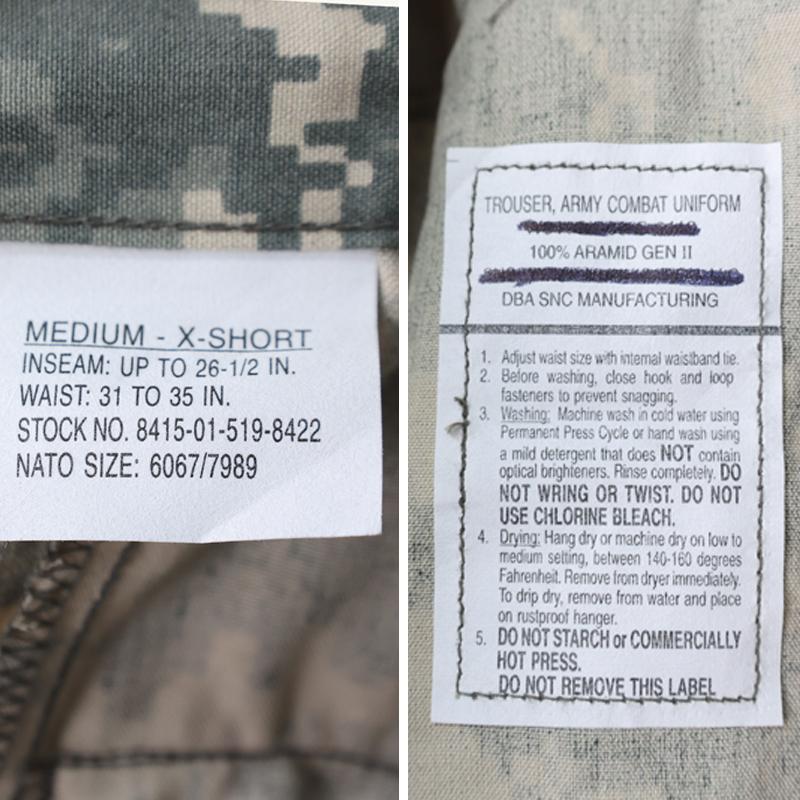 MEDIUM - X-SHORT
INSEAM: UP TO 26-1/2 IN.
WAIST: 31 TO 35 IN.
STOCK NO. 8415-01-519-8422
NATO SIZE: 6067/7989
TROUSER, ARMY COMBAT UNIFORM
100% ARAMID GEN II
DBA SNC MANUFACTURING
1. Adjust waist size with internal waistband tie.
2. Before washing, close hook and loop
fasteners to prevent snagging.
3. Washing: Machine wash in cold water using
Permanent Press Cycle or hand wash using
a mild detergent that does NOT contain
optical brighteners. Rinse completely. DO
NOT WRING OR TWIST. DO NOT
USE CHLORINE BLEACH.
4. Drying: Hang dry or machine dry on low to
medium setting, between 140-160 degrees
Fahrenheit. Remove from dryer immediately.
To drip dry, remove from water and place
on rustproof hanger.
5. DO NOT STARCH or COMMERCIALLY
HOT PRESS.
DO NOT REMOVE THIS LABEL